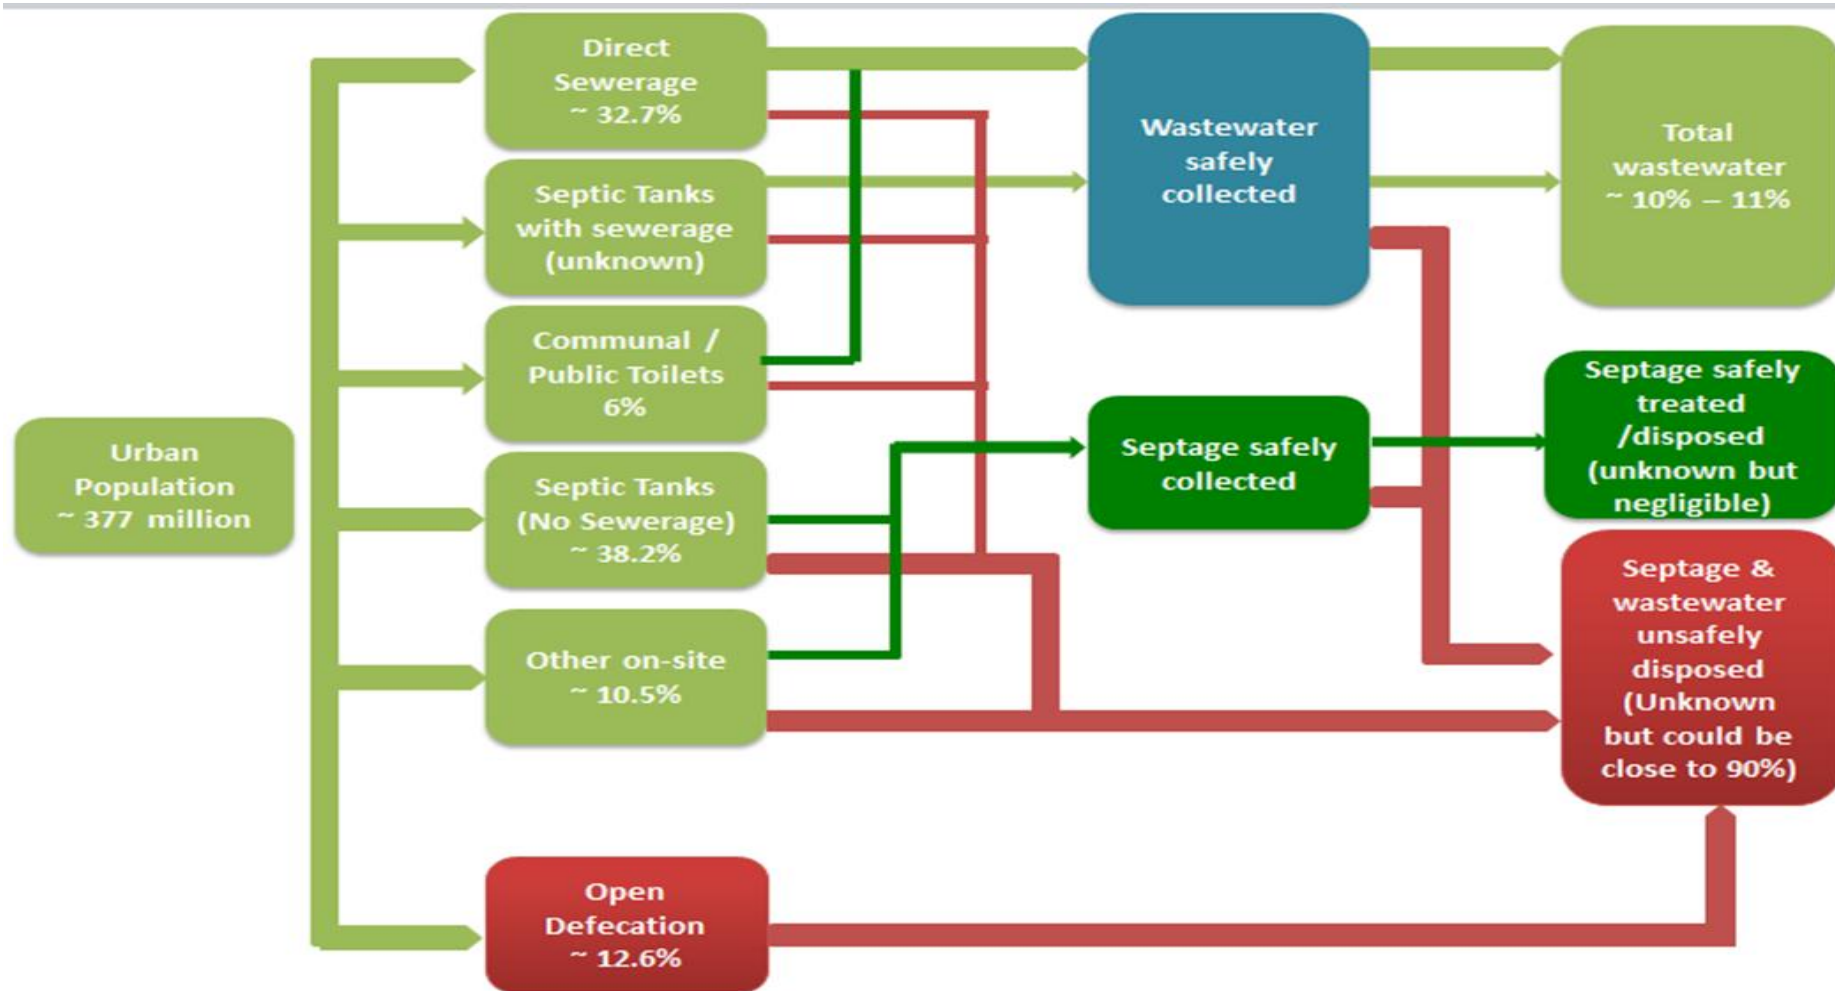 Urban
Population
~ 377 million
Direct
Sewerage
~ 32.7%
Septic Tanks
with sewerage
(unknown)
Communal /
Public Toilets
6%
Septic Tanks
(No Sewerage)
~ 38.2%
Other on-site
~ 10.5%
Open
Defecation
~ 12.6%
Wastewater
safely
collected
Septage safely
collected
Total
wastewater
~ 10% – 11%
Septage safely
treated
/disposed
(unknown but
negligible)
Septage &
wastewater
unsafely
disposed
(Unknown
but could be
close to 90%)